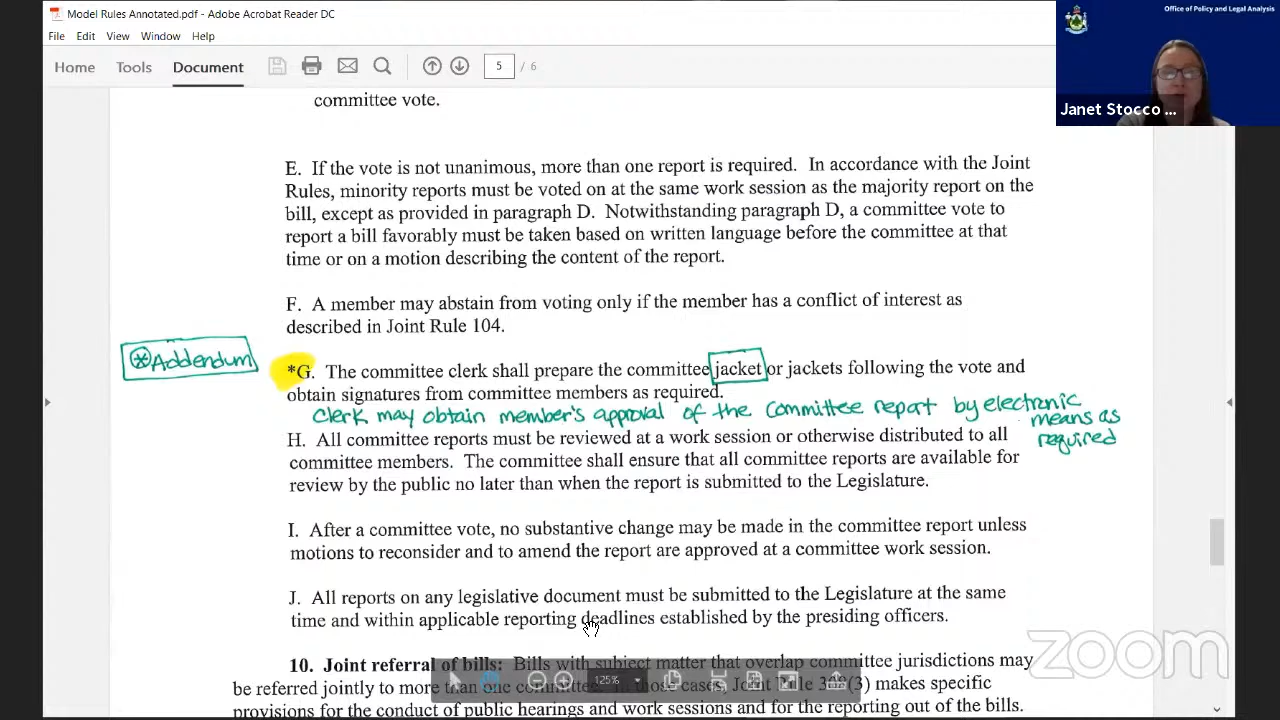 Model Rules Annotated.pdf - Adobe Acrobat Reader DC
File Edit View Window Help
Home Tools Document 5 / 6
Office of Policy and Legal Analysis
Janet Stocco ...
committee vote.
E. If the vote is not unanimous, more than one report is required. In accordance with the Joint
Rules, minority reports must be voted on at the same work session as the majority report on the
bill, except as provided in paragraph D. Notwithstanding paragraph D, a committee vote to
report a bill favorably must be taken based on written language before the committee at that
time or on a motion describing the content of the report.
F. A member may abstain from voting only if the member has a conflict of interest as
described in Joint Rule 104.
* Addendum
*G. The committee clerk shall prepare the committee jacket or jackets following the vote and
obtain signatures from committee members as required.
Clerk may obtain member's approval of the committee report by electronic
means as
required
H. All committee reports must be reviewed at a work session or otherwise distributed to all
committee members. The committee shall ensure that all committee reports are available for
review by the public no later than when the report is submitted to the Legislature.
I. After a committee vote, no substantive change may be made in the committee report unless
motions to reconsider and to amend the report are approved at a committee work session.
J. All reports on any legislative document must be submitted to the Legislature at the same
time and within applicable reporting deadlines established by the presiding officers.
10. Joint referral of bills: Bills with subject matter that overlap committee jurisdictions may
be referred jointly to more than one committee. In those cases, Joint Rule (3) makes specific
provisions for the conduct of public hearings and work sessions and for the reporting out of the bills.
125%
zoom